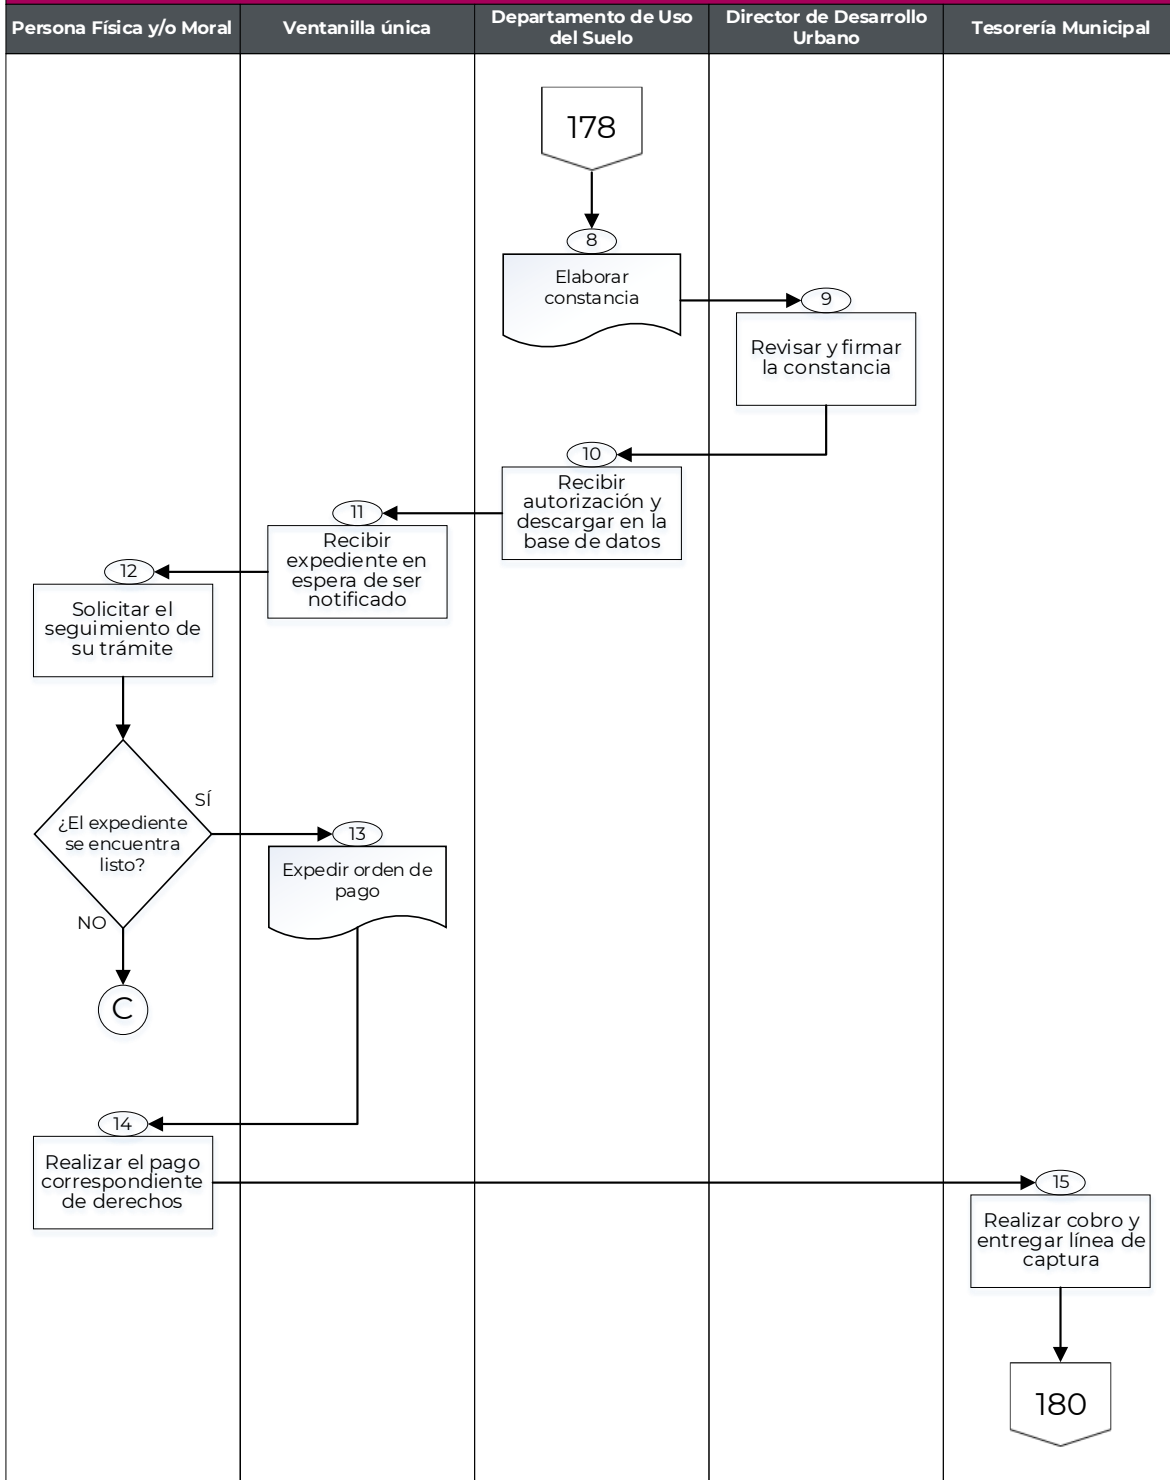 Persona Física y/o Moral
Ventanilla única
Departamento de Uso
del Suelo
Director de Desarrollo
Urbano
Tesorería Municipal
178
8
Elaborar
constancia
9
Revisar y firmar
la constancia
10
Recibir
autorización y
descargar en la
base de datos
11
Recibir
expediente en
espera de ser
notificado
12
Solicitar el
seguimiento de
su trámite
¿El expediente
se encuentra
listo?
SÍ
NO
C
13
Expedir orden de
pago
14
Realizar el pago
correspondiente
de derechos
15
Realizar cobro y
entregar línea de
captura
180